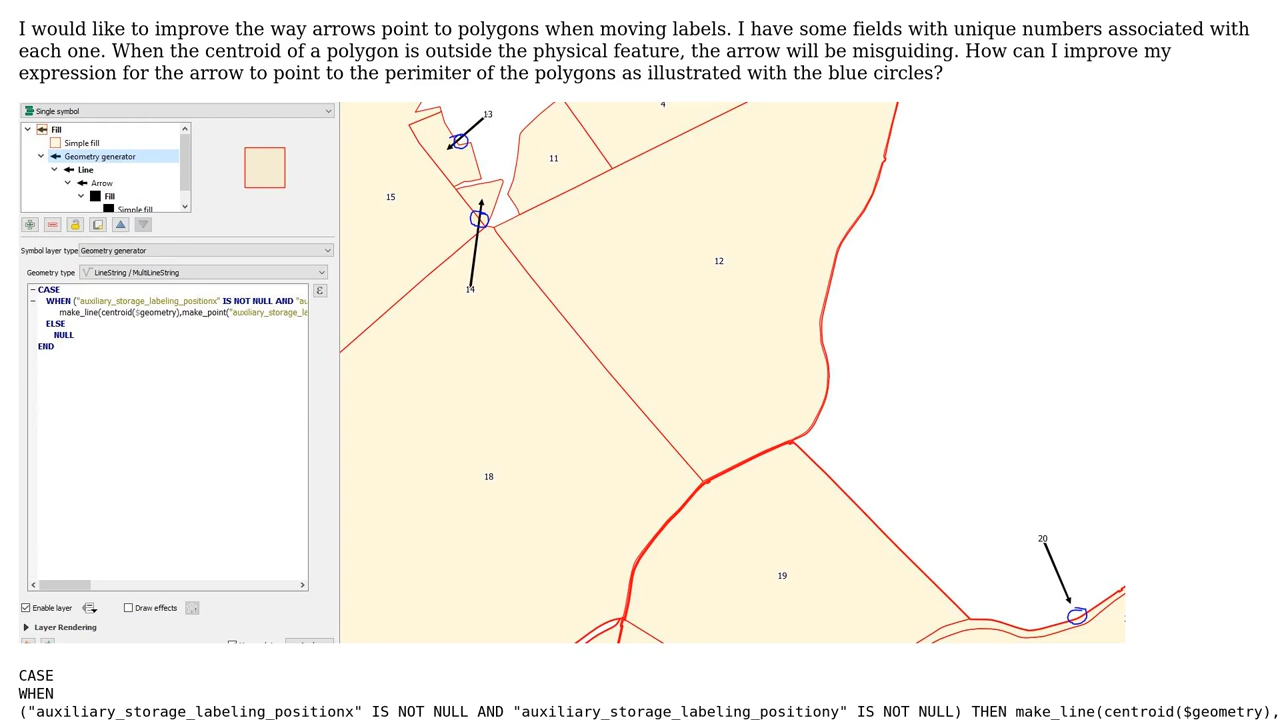 I would like to improve the way arrows point to polygons when moving labels. I have some fields with unique numbers associated with
each one. When the centroid of a polygon is outside the physical feature, the arrow will be misguiding. How can I improve my
expression for the arrow to point to the perimiter of the polygons as illustrated with the blue circles?
Single symbol
Fill
Simple fill
Geometry generator
Line
Arrow
Fill
Simple fill
Symbol layer type Geometry generator
Geometry type LineString / MultiLineString
CASE
WHEN ("auxiliary_storage_labeling_positionx" IS NOT NULL AND "au
make_line(centroid($geometry),make_point("auxiliary_storage_la
ELSE
NULL
END
ε
Enable layer Draw effects
Layer Rendering
4
13
11
15
12
14
18
20
19
CASE
WHEN
("auxiliary_storage_labeling_positionx" IS NOT NULL AND "auxiliary_storage_labeling_positiony" IS NOT NULL) THEN make_line(centroid($geometry),